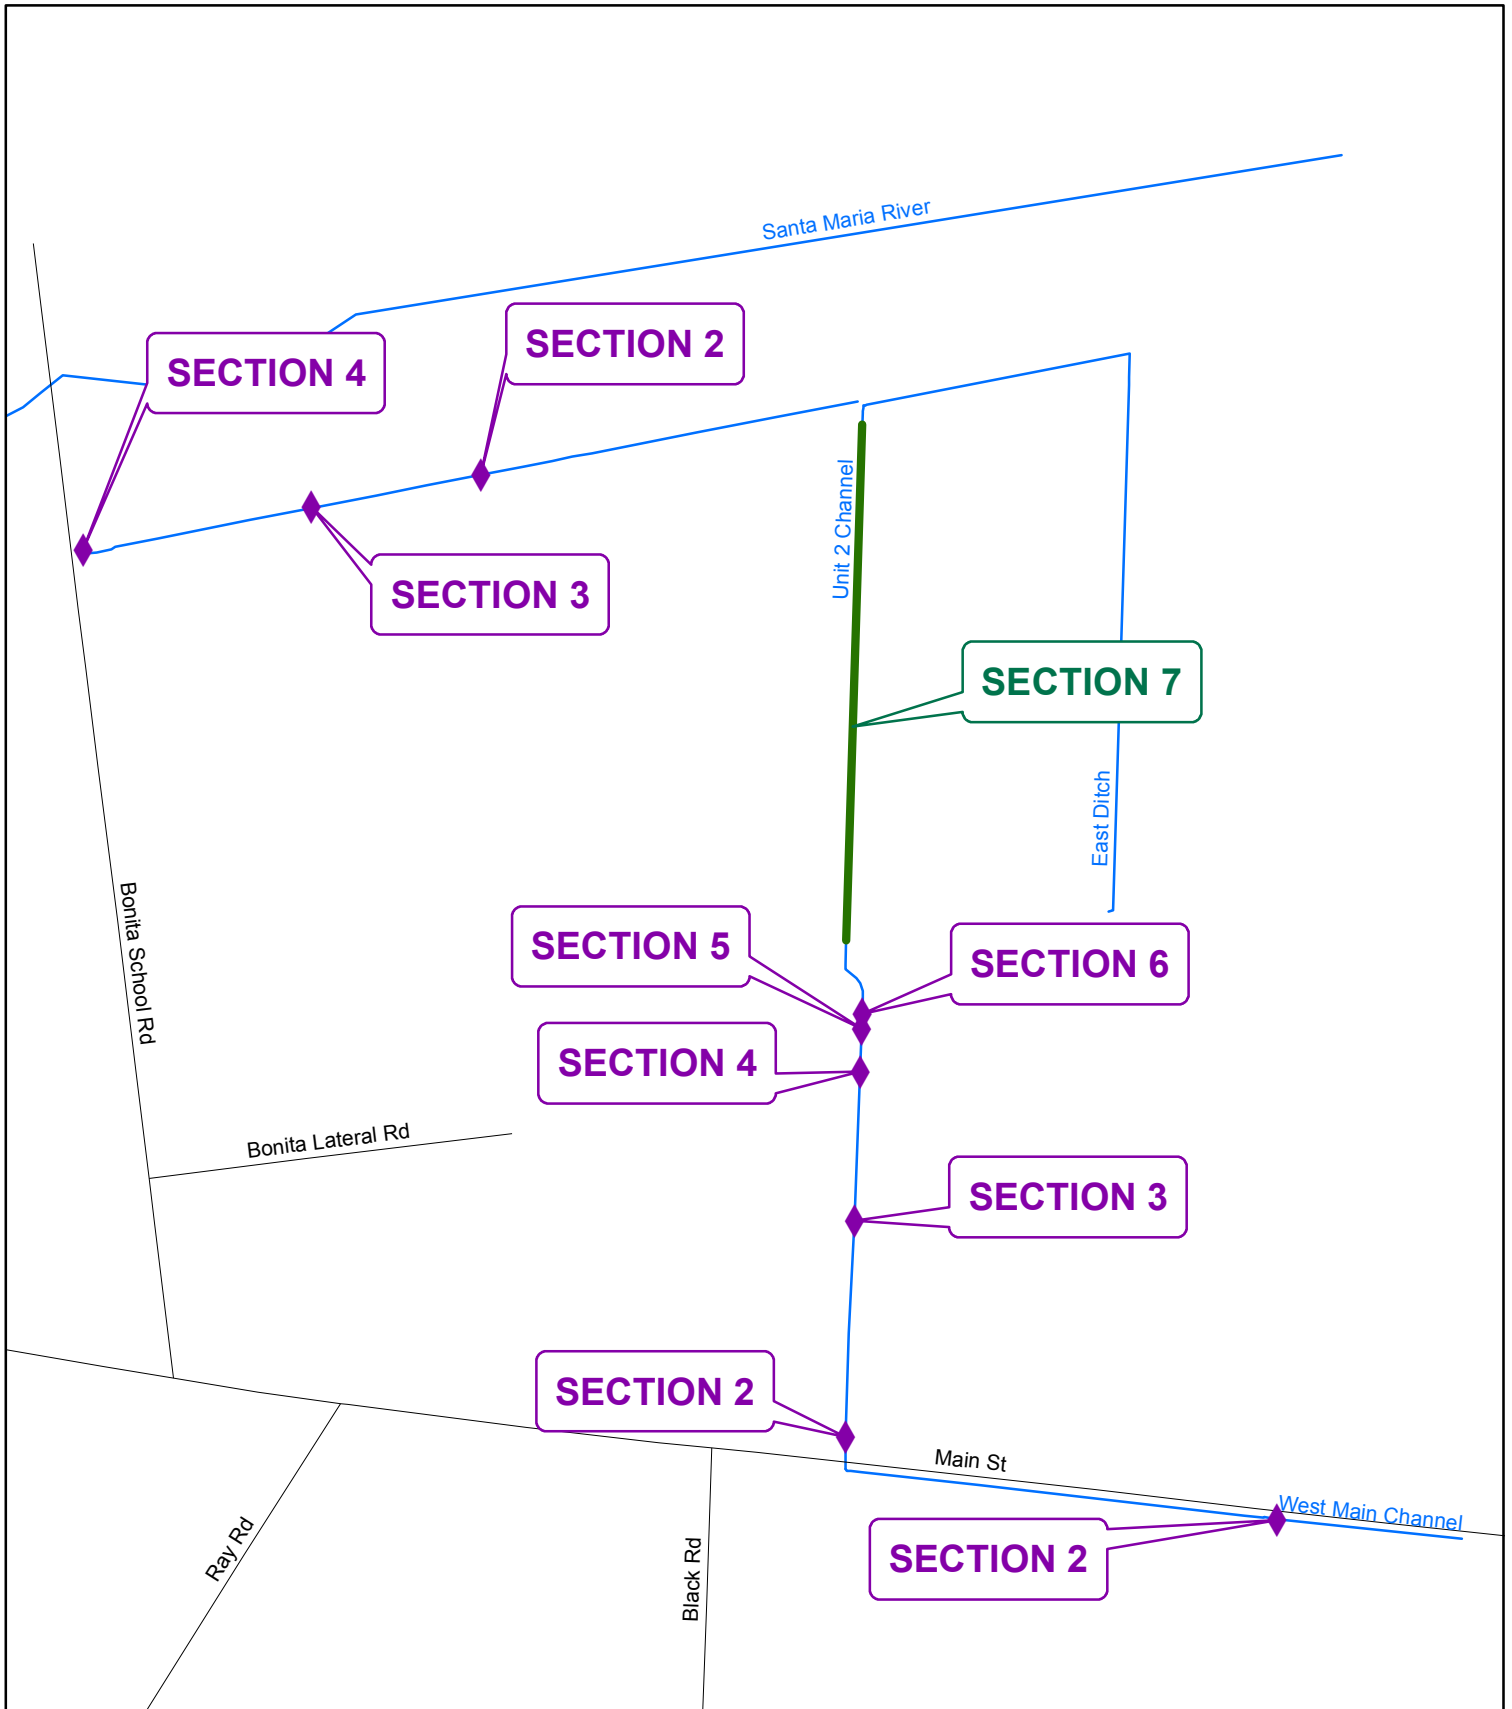 Santa Maria River
SECTION 2
SECTION 4
Unit 2 Channel
SECTION 3
SECTION 7
East Ditch
Bonita School Rd
SECTION 5
SECTION 6
SECTION 4
Bonita Lateral Rd
SECTION 3
SECTION 2
Main St
West Main Channel
Ray Rd
Black Rd
SECTION 2